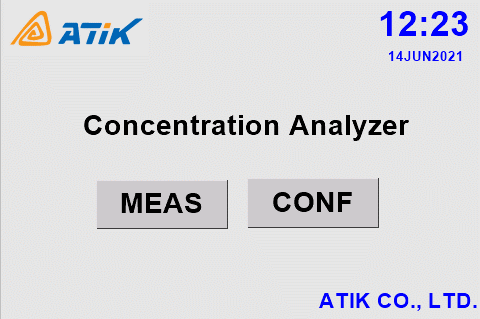 ATiK
12:23
14JUN2021
Concentration Analyzer
MEAS
CONF
ATIK CO., LTD.